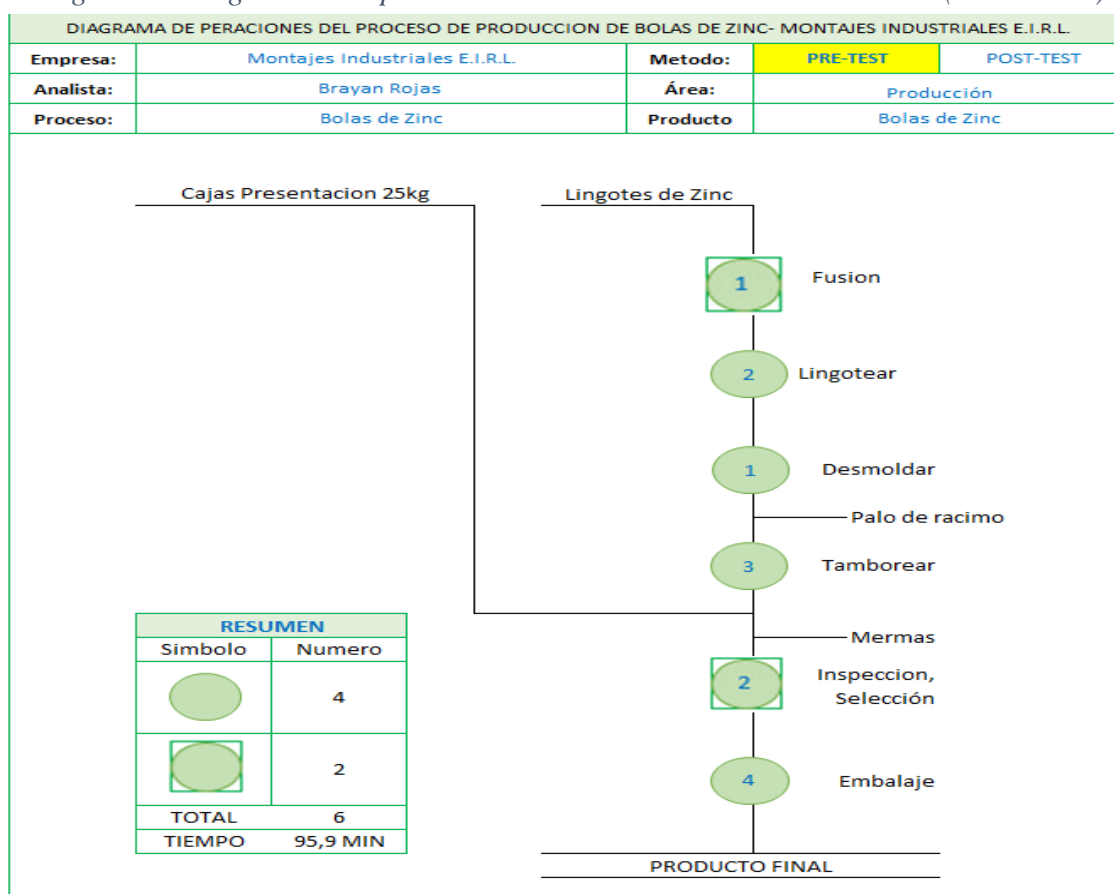 DIAGRAMA DE PERACIONES DEL PROCESO DE PRODUCCION DE BOLAS DE ZINC- MONTAJES INDUSTRIALES E.I.R.L.
Empresa: Montajes Industriales E.I.R.L. Metodo: PRE-TEST POST-TEST
Analista: Brayan Rojas Área: Producción
Proceso: Bolas de Zinc Producto Bolas de Zinc
Cajas Presentacion 25kg Lingotes de Zinc
1 Fusion
2 Lingotear
1 Desmoldar
Palo de racimo
3 Tamborear
Mermas
2 Inspeccion,
Selección
4 Embalaje
PRODUCTO FINAL
RESUMEN
Simbolo Numero
4
2
TOTAL 6
TIEMPO 95,9 MIN